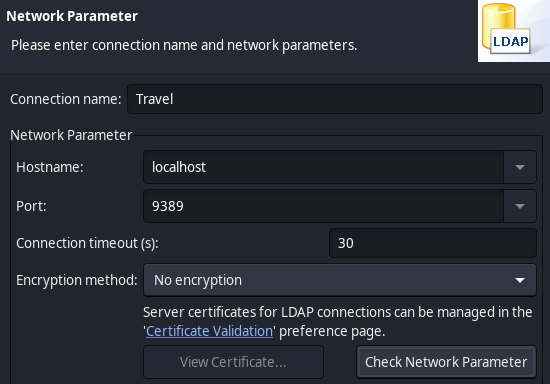 Network Parameter
Please enter connection name and network parameters.
LDAP
Connection name: Travel
Network Parameter
Hostname: localhost
Port: 9389
Connection timeout (s): 30
Encryption method: No encryption
Server certificates for LDAP connections can be managed in the
'Certificate Validation' preference page.
View Certificate... Check Network Parameter